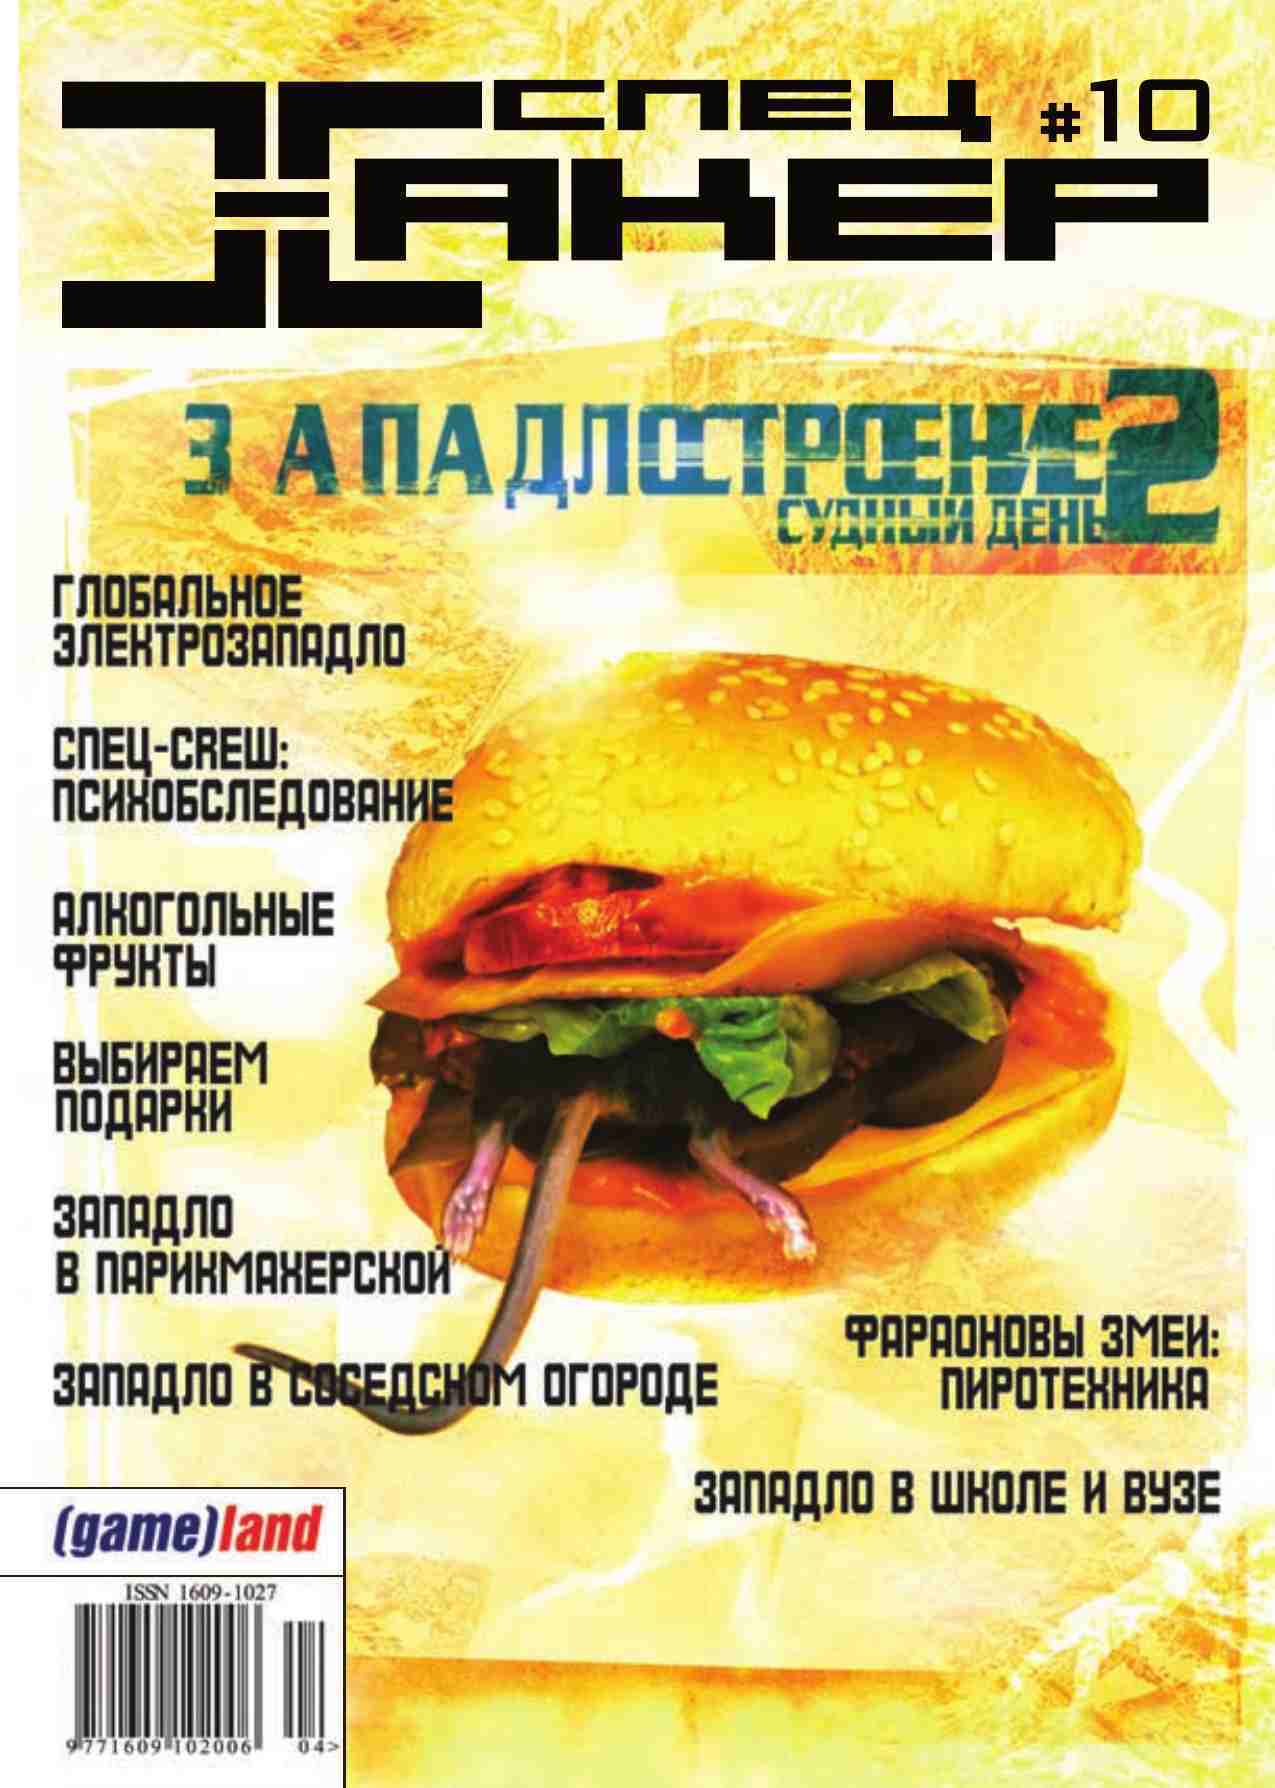 СПЕЦ #10
ХАКЕР
ЗАПАДЛОСТРОЕНИЕ 2
СУДНЫЙ ДЕНЬ
ГЛОБАЛЬНОЕ
ЭЛЕКТРОЗАПАДЛО
СПЕЦ-CREW:
ПСИХОБСЛЕДОВАНИЕ
АЛКОГОЛЬНЫЕ
ФРУКТЫ
ВЫБИРАЕМ
ПОДАРКИ
ЗАПАДЛО
В ПАРИКМАХЕРСКОЙ
ЗАПАДЛО В СОСЕДСКОМ ОГОРОДЕ
ФАРАОНОВЫ ЗМЕИ:
ПИРОТЕХНИКА
ЗАПАДЛО В ШКОЛЕ И ВУЗЕ
(game)land
ISSN 1609-1027
9 771609 102006 04>